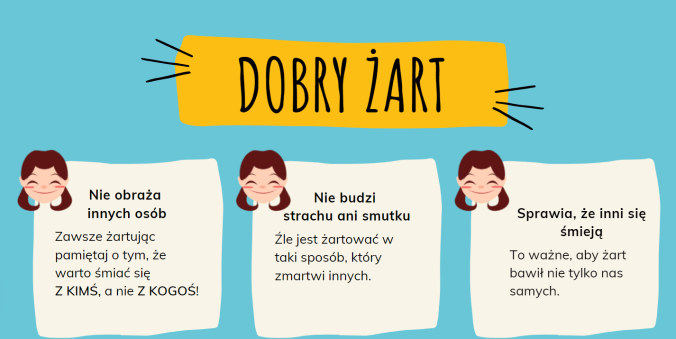 DOBRY ŻART
Nie obraża
innych osób
Zawsze żartując
pamiętaj o tym, że
warto śmiać się
Z KIMŚ, a nie Z KOGOŚ!
Nie budzi
strachu ani smutku
Źle jest żartować w
taki sposób, który
zmartwi innych.
Sprawia, że inni się
śmieją
To ważne, aby żart
bawił nie tylko nas
samych.